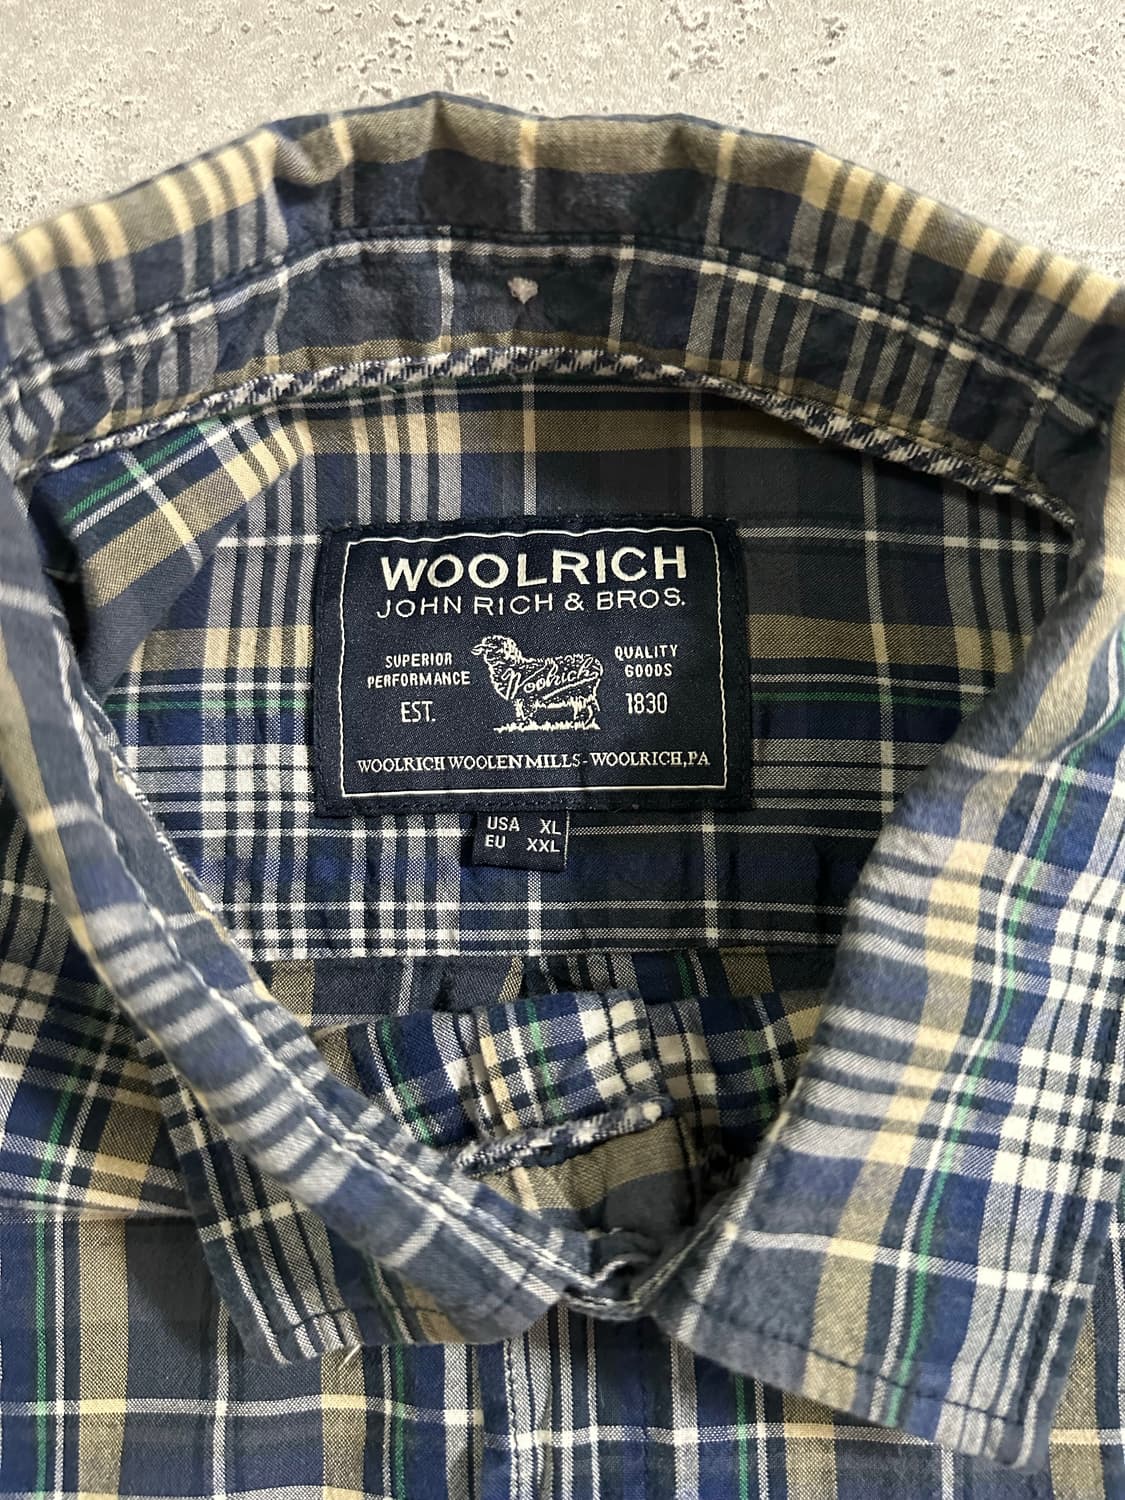 WOOLRICH
JOHN RICH & BROS.
SUPERIOR PERFORMANCE
QUALITY GOODS
Woolrich
EST. 1830
WOOLRICH WOOLEN MILLS - WOOLRICH, PA
USA XL
EU XXL